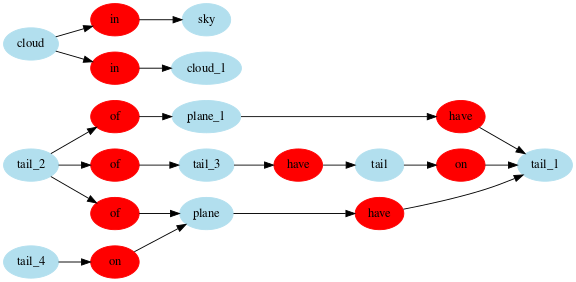 cloud in sky
in cloud_1
tail_2 of plane_1 have
of tail_3 have tail on tail_1
of plane have
tail_4 on